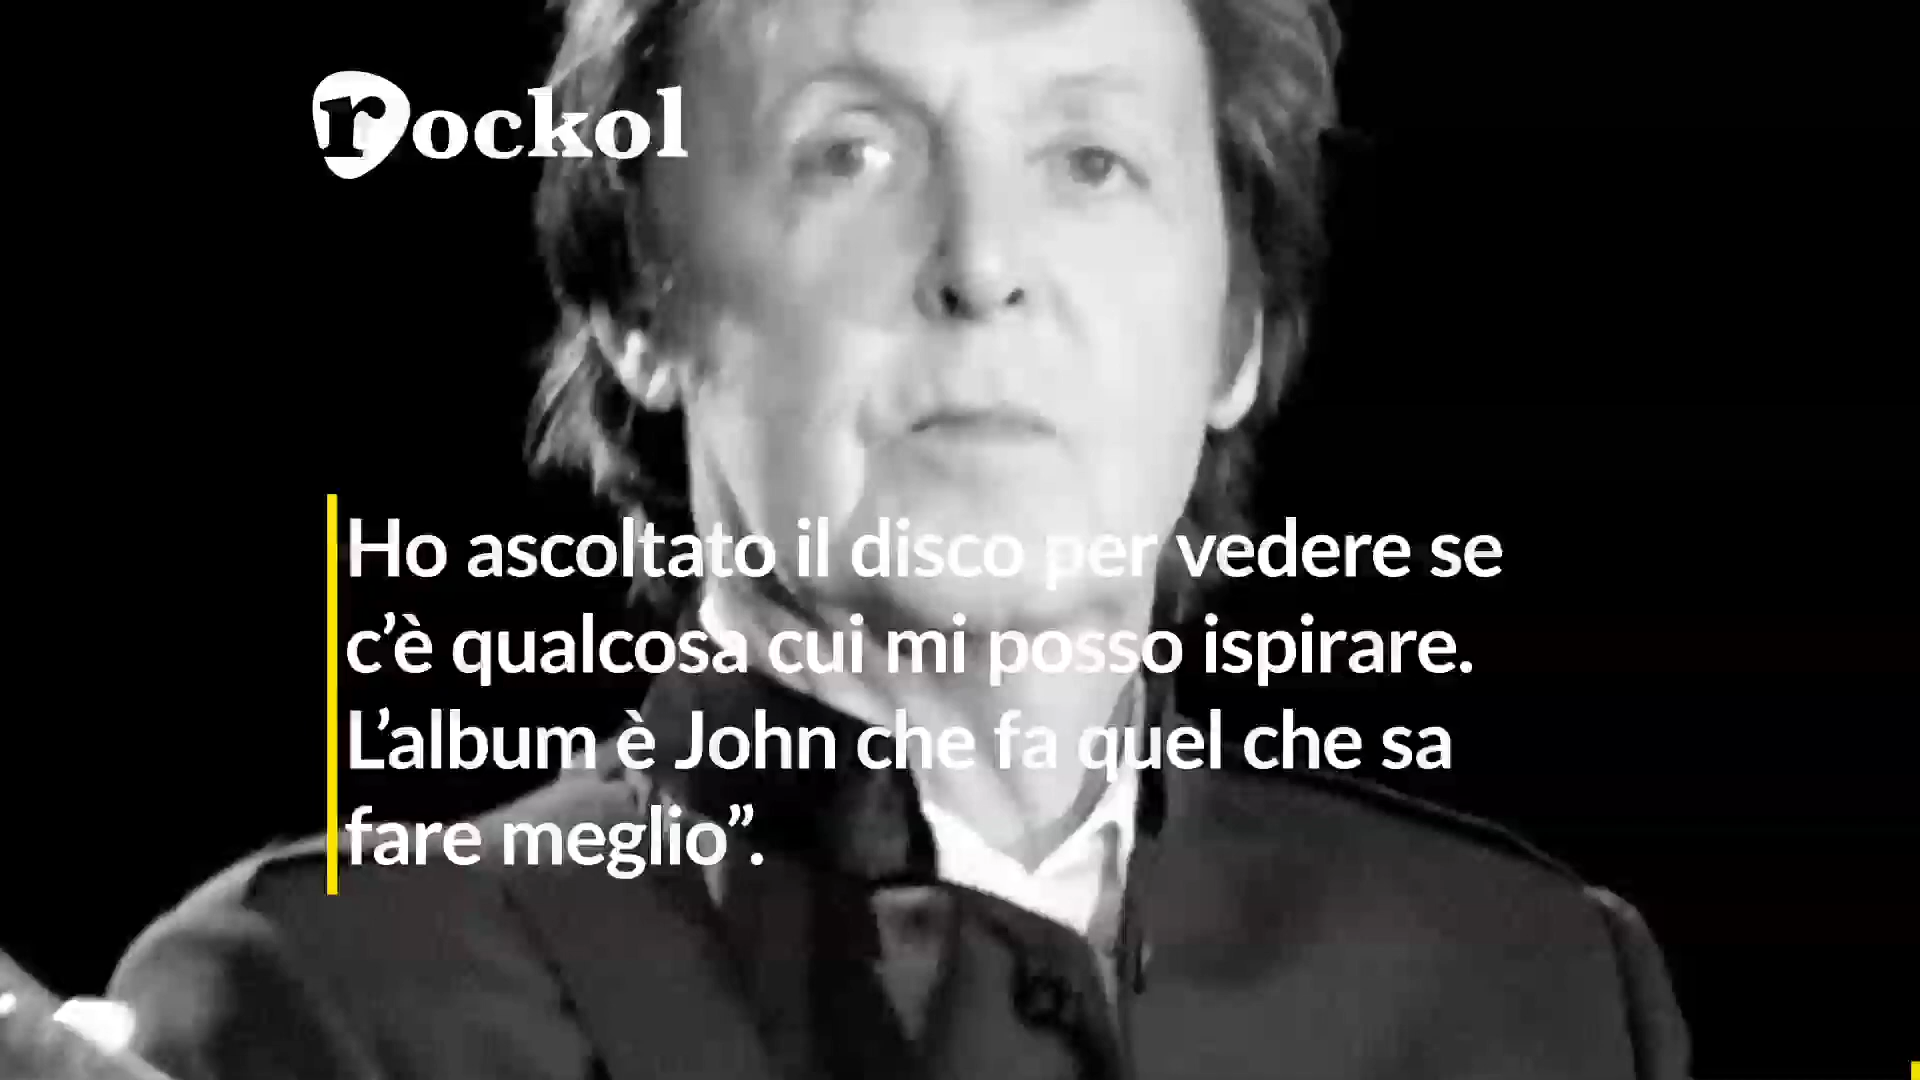 rockol
Ho ascoltato il disco per vedere se
c’è qualcosa cui mi posso ispirare.
L’album è John che fa quel che sa
fare meglio”.